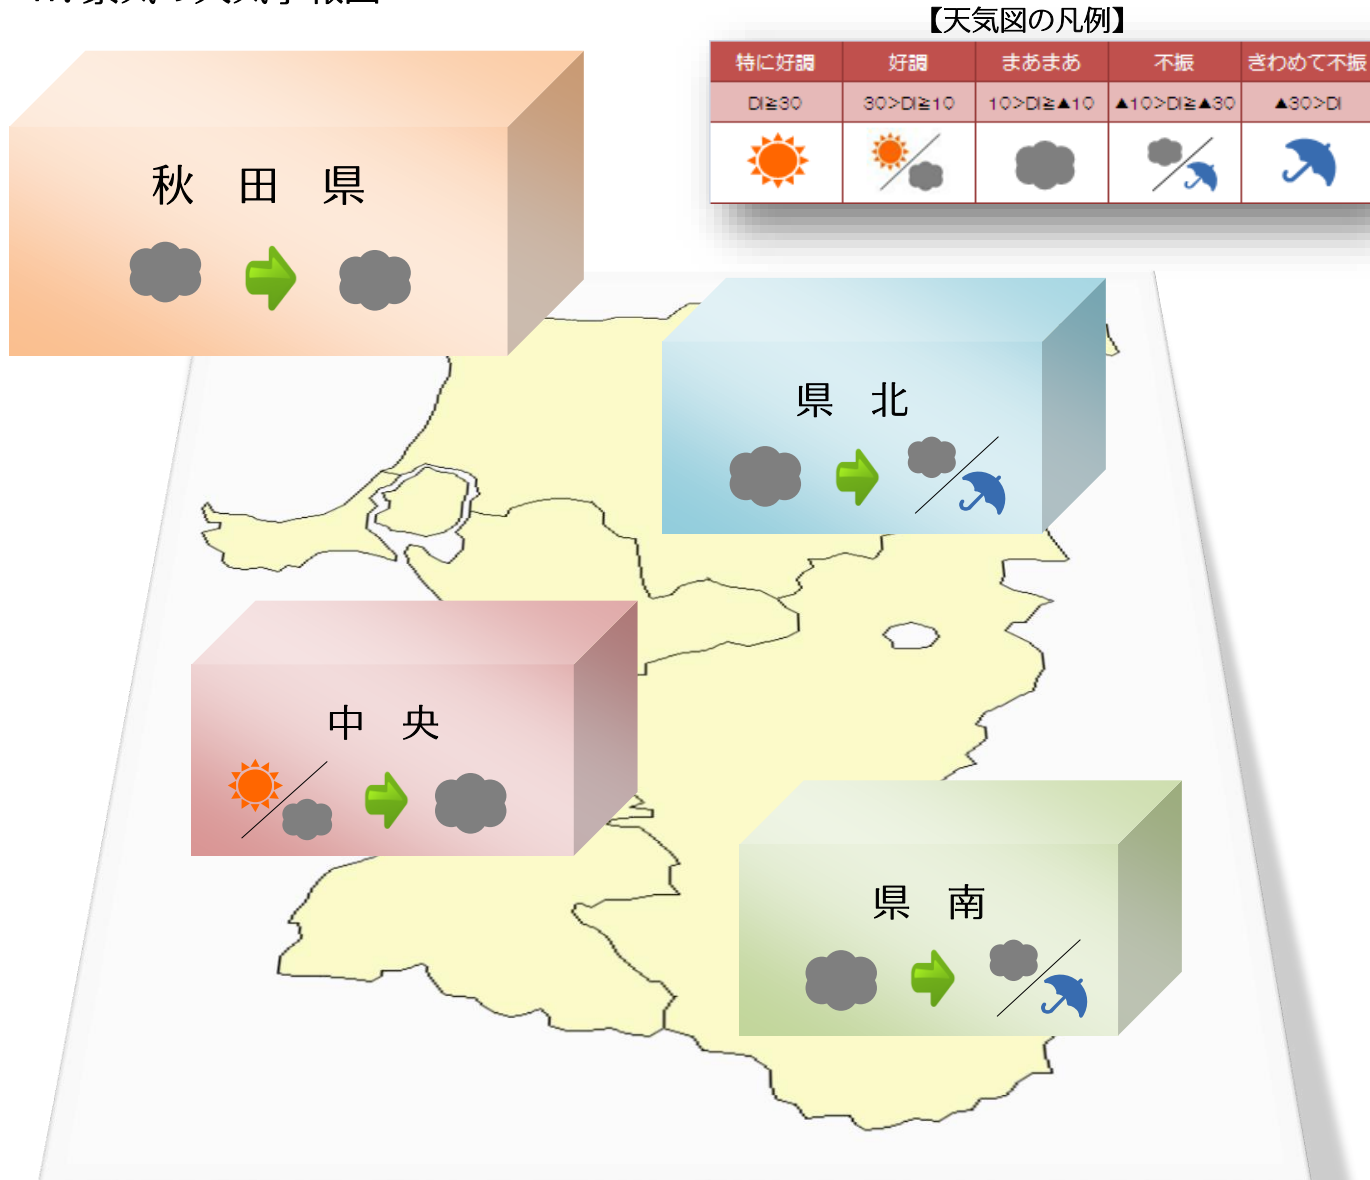 【天気図の凡例】
特に好調 好調 まあまあ 不振 きわめて不振
DI≧30 30>DI≧10 10>DI≧▲10 ▲10>DI≧▲30 ▲30>DI
秋 田 県
県 北
中 央
県 南